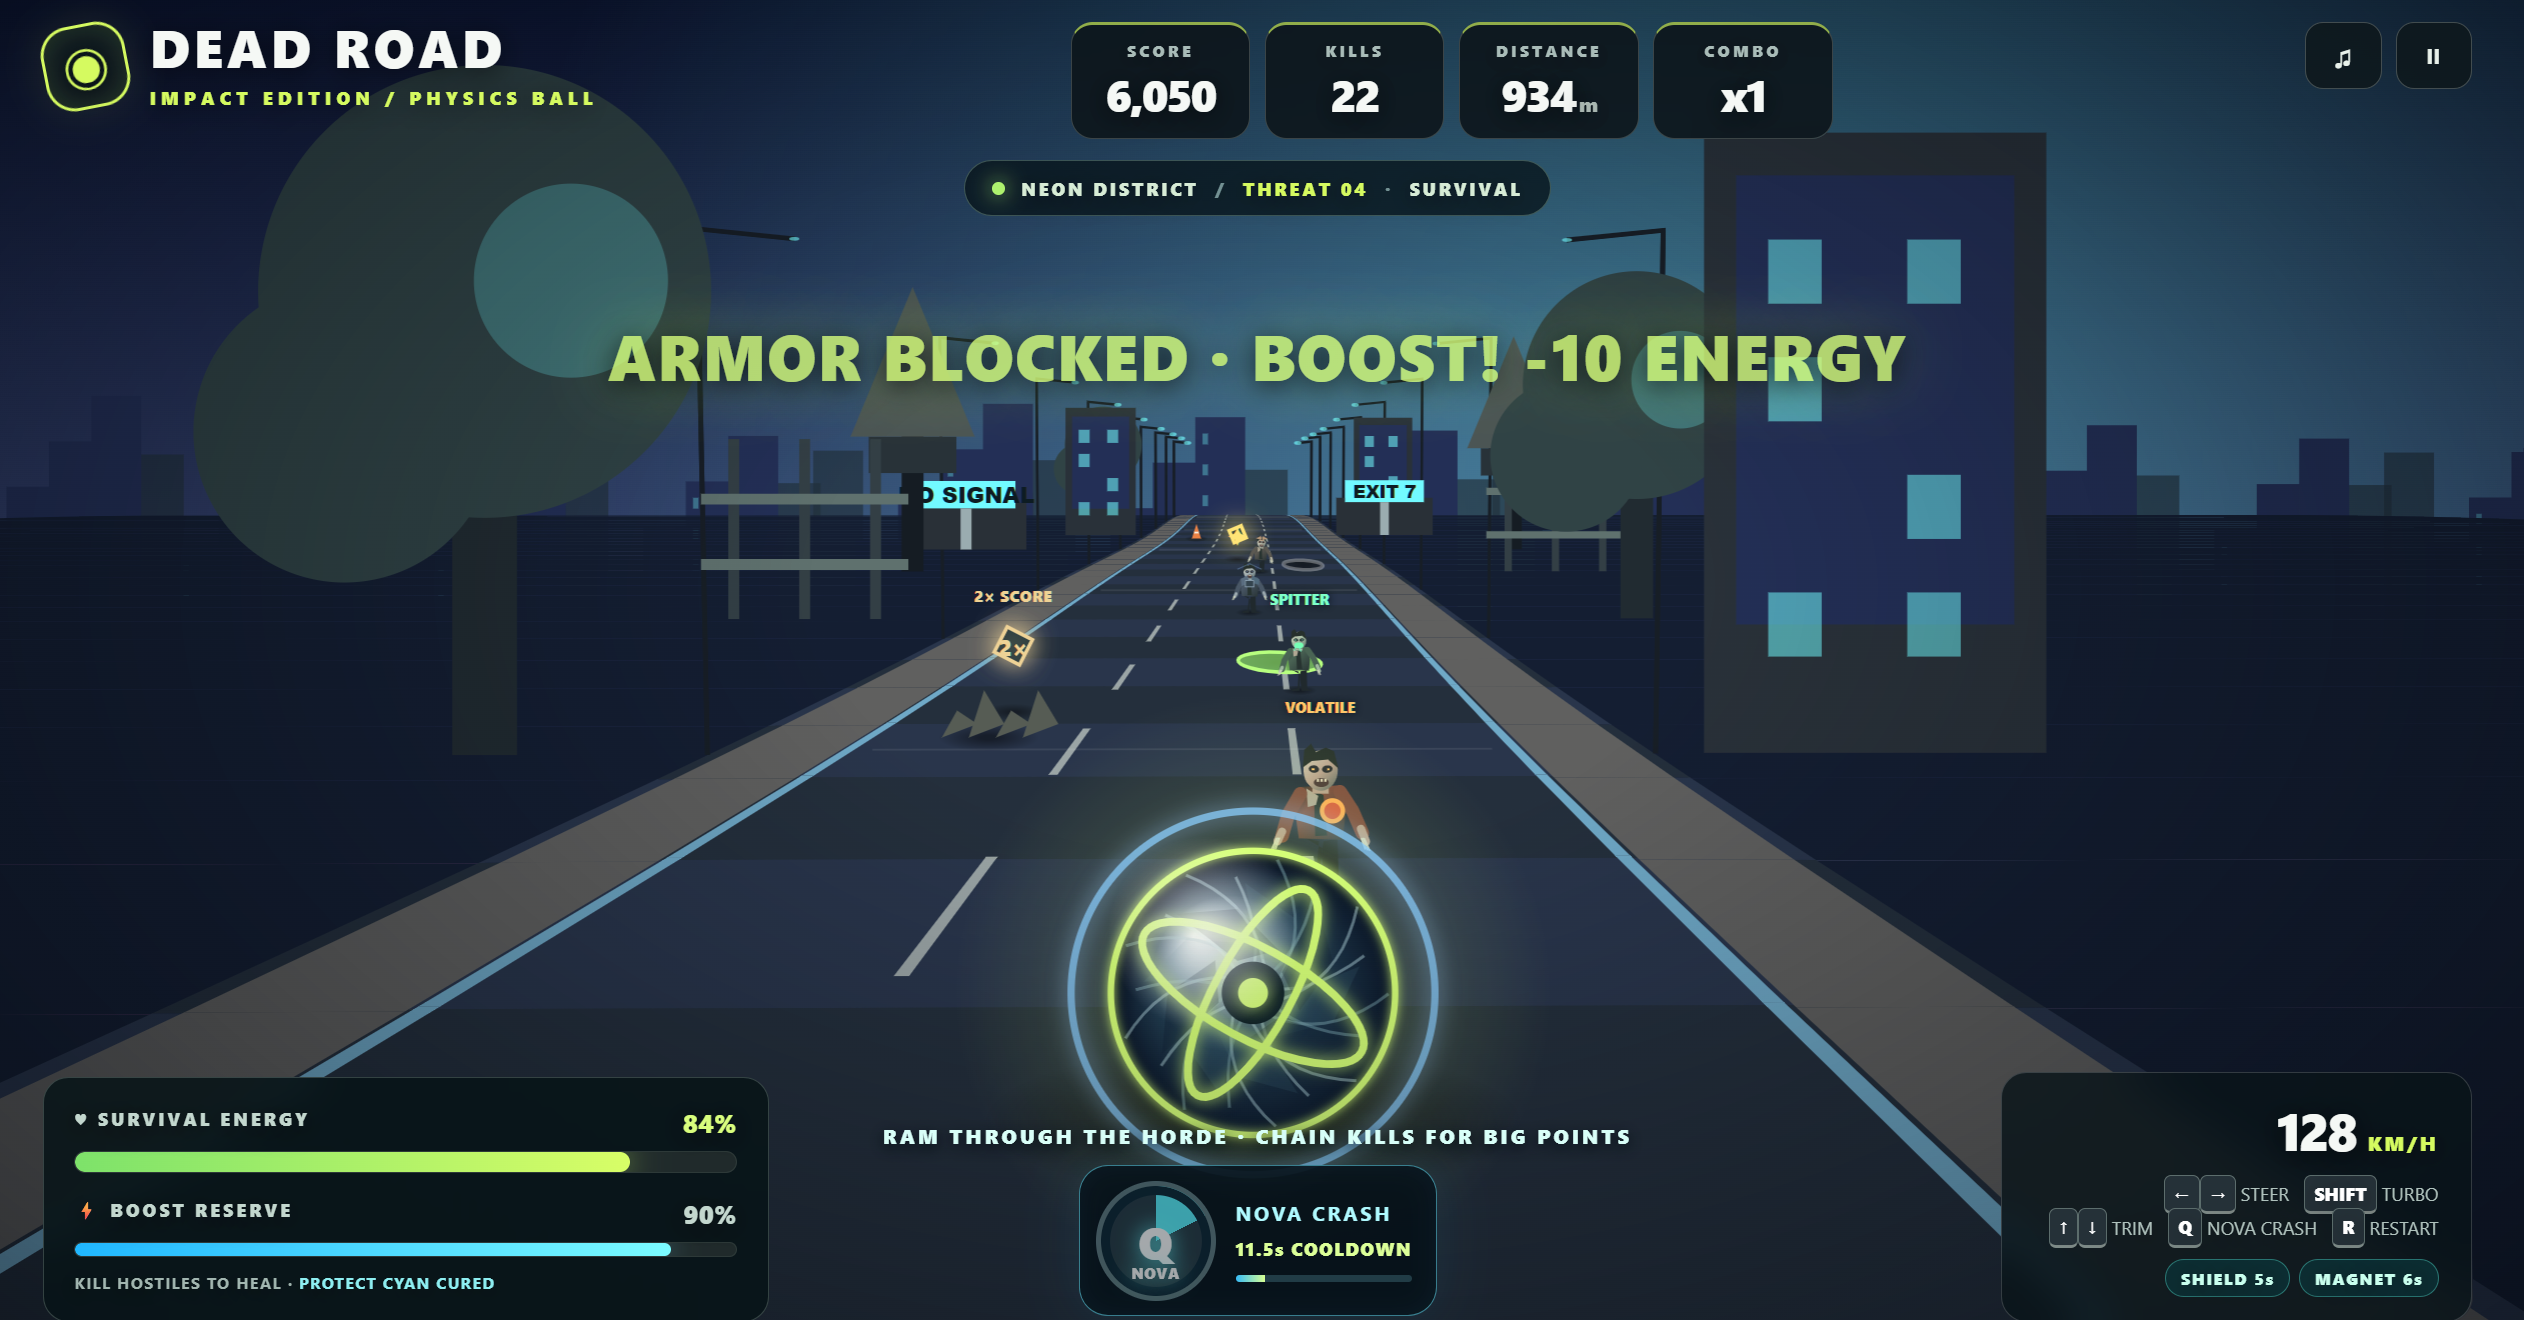 DEAD ROAD
IMPACT EDITION / PHYSICS BALL
SCORE
6,050
KILLS
22
DISTANCE
934m
COMBO
x1
NEON DISTRICT / THREAT 04 · SURVIVAL
ARMOR BLOCKED · BOOST! -10 ENERGY
O SIGNAL
EXIT 7
2× SCORE
2×
SPITTER
VOLATILE
RAM THROUGH THE HORDE · CHAIN KILLS FOR BIG POINTS
♥ SURVIVAL ENERGY
84%
BOOST RESERVE
90%
KILL HOSTILES TO HEAL · PROTECT CYAN CURED
Q
NOVA
NOVA CRASH
11.5s COOLDOWN
128 KM/H
← → STEER SHIFT TURBO
↑ ↓ TRIM Q NOVA CRASH R RESTART
SHIELD 5s MAGNET 6s